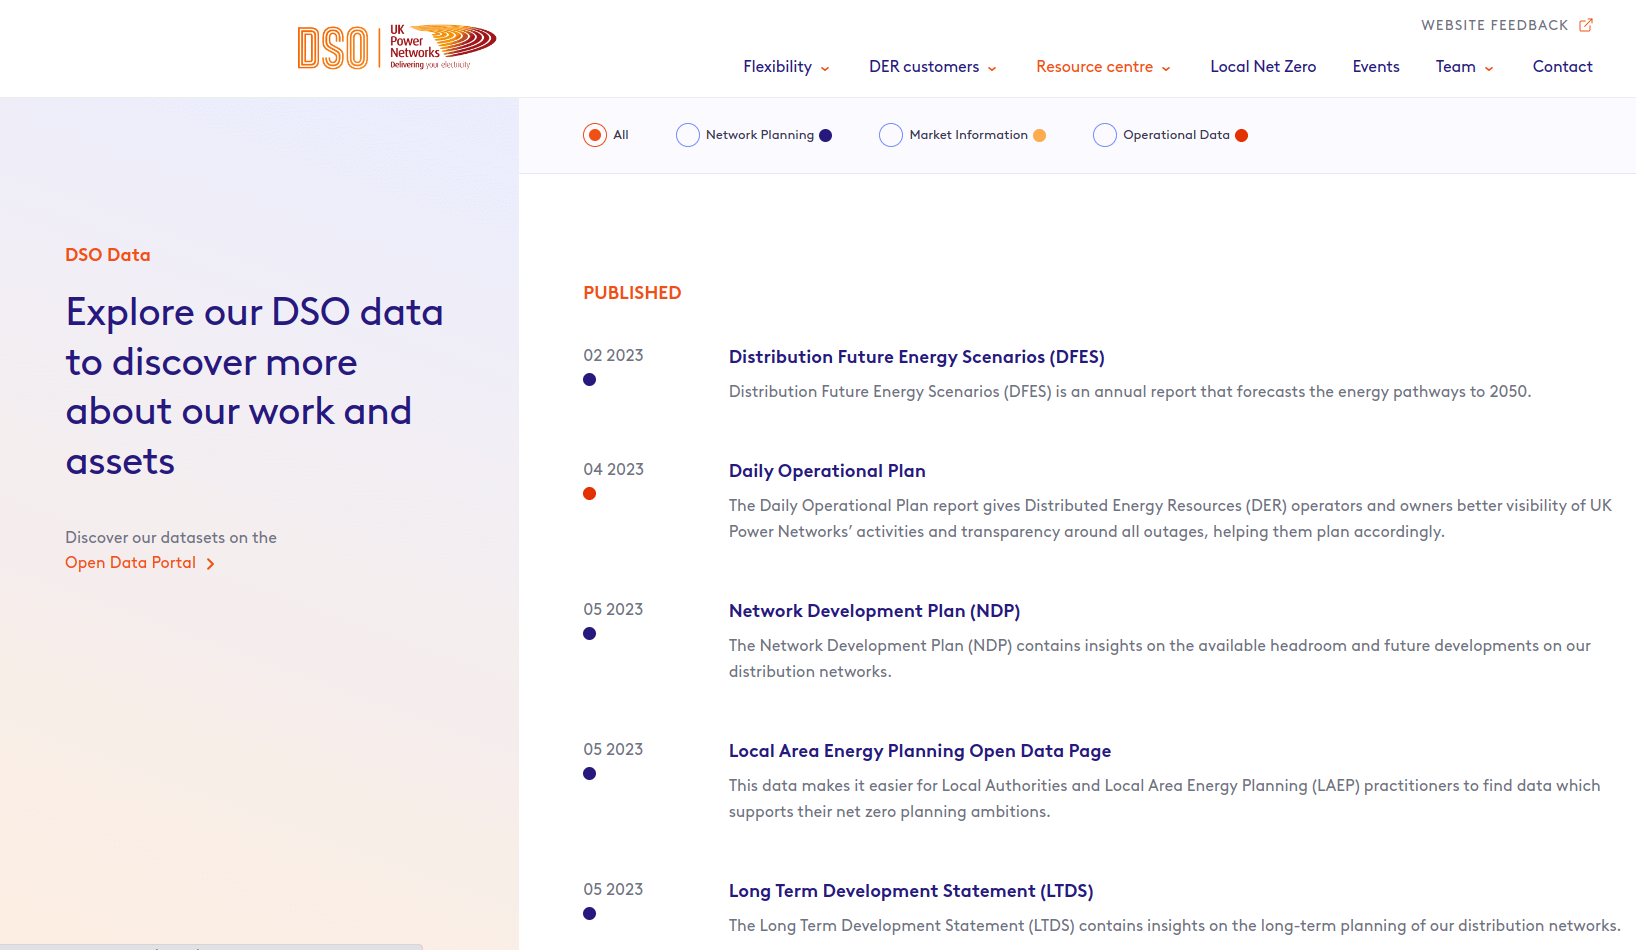 WEBSITE FEEDBACK
DSO
UK
Power
Networks
Delivering your electricity
Flexibility
DER customers
Resource centre
Local Net Zero
Events
Team
Contact
All
Network Planning
Market Information
Operational Data
DSO Data
Explore our DSO data
to discover more
about our work and
assets
Discover our datasets on the
Open Data Portal
PUBLISHED
02 2023
Distribution Future Energy Scenarios (DFES)
Distribution Future Energy Scenarios (DFES) is an annual report that forecasts the energy pathways to 2050.
04 2023
Daily Operational Plan
The Daily Operational Plan report gives Distributed Energy Resources (DER) operators and owners better visibility of UK
Power Networks’ activities and transparency around all outages, helping them plan accordingly.
05 2023
Network Development Plan (NDP)
The Network Development Plan (NDP) contains insights on the available headroom and future developments on our
distribution networks.
05 2023
Local Area Energy Planning Open Data Page
This data makes it easier for Local Authorities and Local Area Energy Planning (LAEP) practitioners to find data which
supports their net zero planning ambitions.
05 2023
Long Term Development Statement (LTDS)
The Long Term Development Statement (LTDS) contains insights on the long-term planning of our distribution networks.